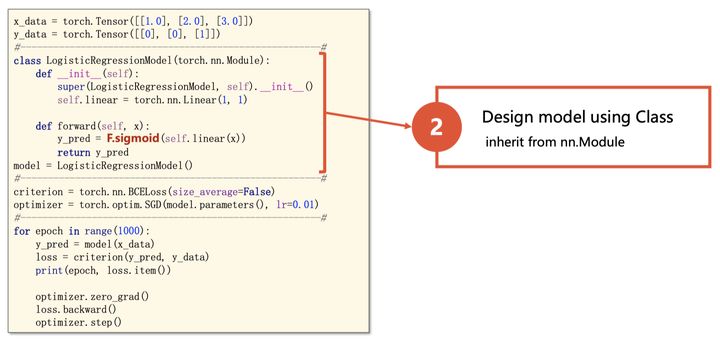 x_data = torch.Tensor([[1.0], [2.0], [3.0]])
y_data = torch.Tensor([[0], [0], [1]])
#-------------------------------------------------------#
class LogisticRegressionModel(torch.nn.Module):
    def __init__(self):
        super(LogisticRegressionModel, self).__init__()
        self.linear = torch.nn.Linear(1, 1)

    def forward(self, x):
        y_pred = F.sigmoid(self.linear(x))
        return y_pred
model = LogisticRegressionModel()
#-------------------------------------------------------#
criterion = torch.nn.BCELoss(size_average=False)
optimizer = torch.optim.SGD(model.parameters(), lr=0.01)
#-------------------------------------------------------#
for epoch in range(1000):
    y_pred = model(x_data)
    loss = criterion(y_pred, y_data)
    print(epoch, loss.item())

    optimizer.zero_grad()
    loss.backward()
    optimizer.step()
2
Design model using Class
inherit from nn.Module